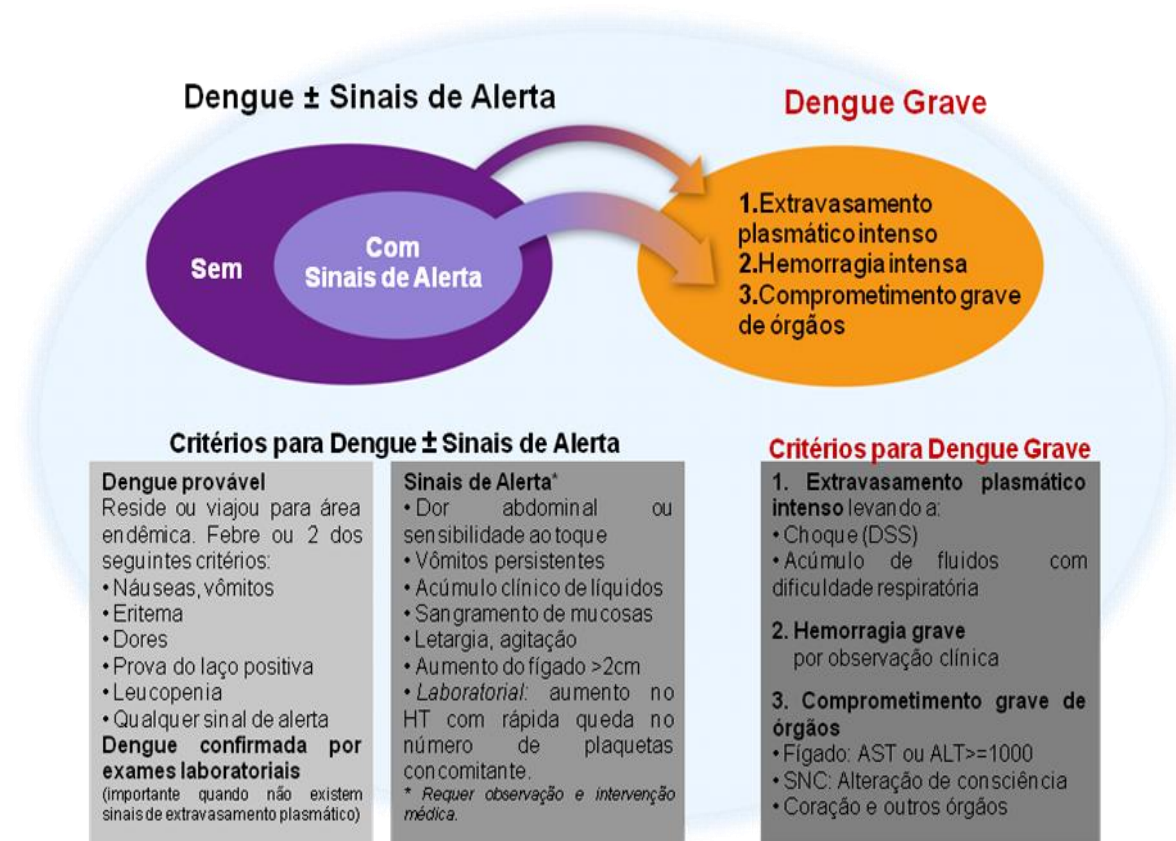 Dengue ± Sinais de Alerta
Dengue Grave
Sem
Com
Sinais de Alerta
1.Extravasamento
plasmático intenso
2.Hemorragia intensa
3.Comprometimento grave
de órgãos
Critérios para Dengue ± Sinais de Alerta
Dengue provável
Reside ou viajou para área
endêmica. Febre ou 2 dos
seguintes critérios:
• Náuseas, vômitos
• Eritema
• Dores
• Prova do laço positiva
• Leucopenia
• Qualquer sinal de alerta
Dengue confirmada por
exames laboratoriais
(importante quando não existem
sinais de extravasamento plasmático)
Sinais de Alerta*
• Dor abdominal ou
sensibilidade ao toque
• Vômitos persistentes
• Acúmulo clínico de líquidos
• Sangramento de mucosas
• Letargia, agitação
• Aumento do fígado >2cm
• Laboratorial: aumento no
HT com rápida queda no
número de plaquetas
concomitante.
* Requer observação e intervenção
médica.
Critérios para Dengue Grave
1. Extravasamento plasmático
intenso levando a:
• Choque (DSS)
• Acúmulo de fluidos com
dificuldade respiratória
2. Hemorragia grave
por observação clínica
3. Comprometimento grave de
órgãos
• Fígado: AST ou ALT>=1000
• SNC: Alteração de consciência
• Coração e outros órgãos